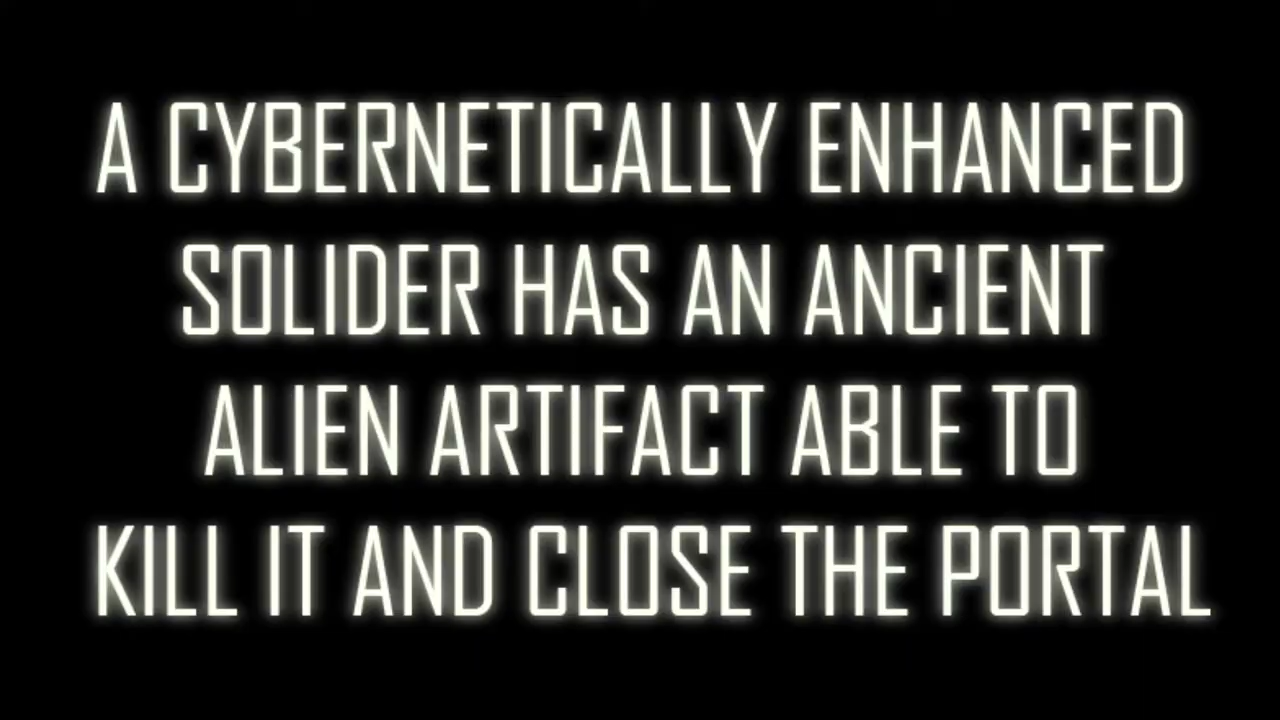 A CYBERNETICALLY ENHANCED
SOLIDER HAS AN ANCIENT
ALIEN ARTIFACT ABLE TO
KILL IT AND CLOSE THE PORTAL